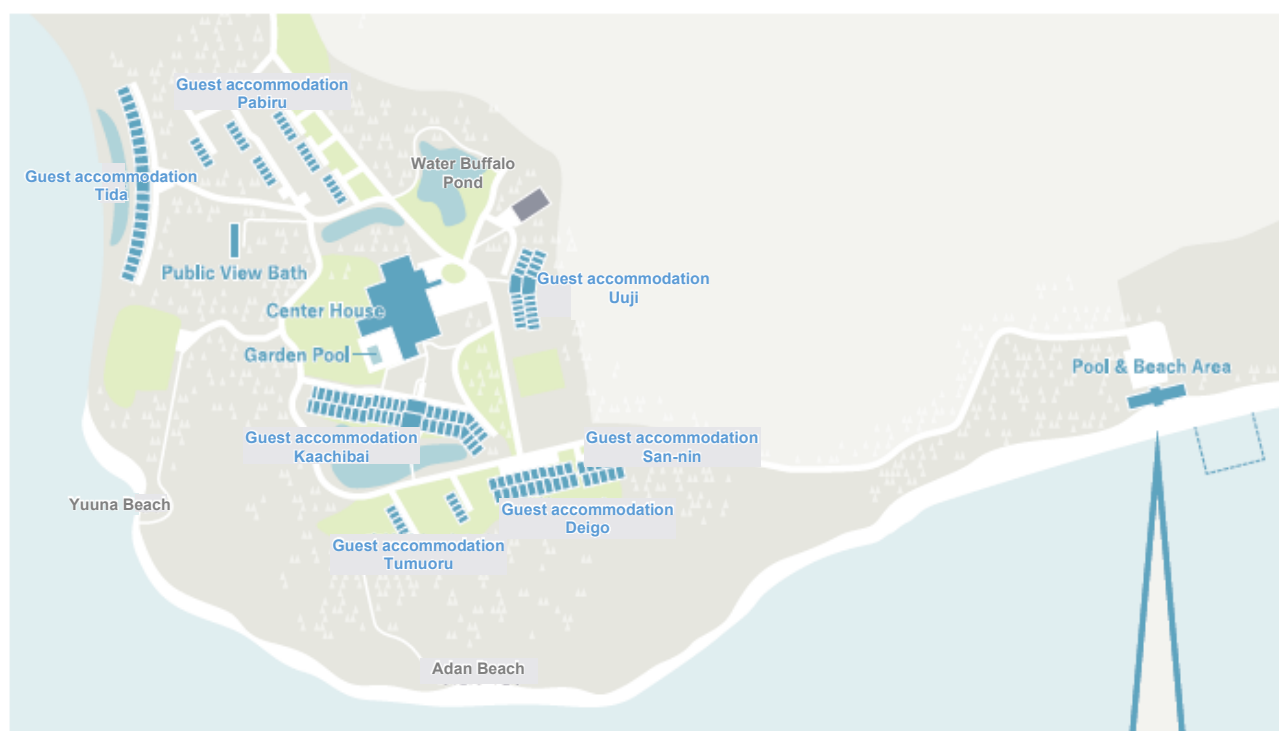 Guest accommodation
Pabiru
Water Buffalo
Pond
Guest accommodation
Tida
Public View Bath
Guest accommodation
Uuji
Center House
Garden Pool
Pool & Beach Area
Guest accommodation
Kaachibai
Guest accommodation
San-nin
Yuuna Beach
Guest accommodation
Deigo
Guest accommodation
Tumuoru
Adan Beach